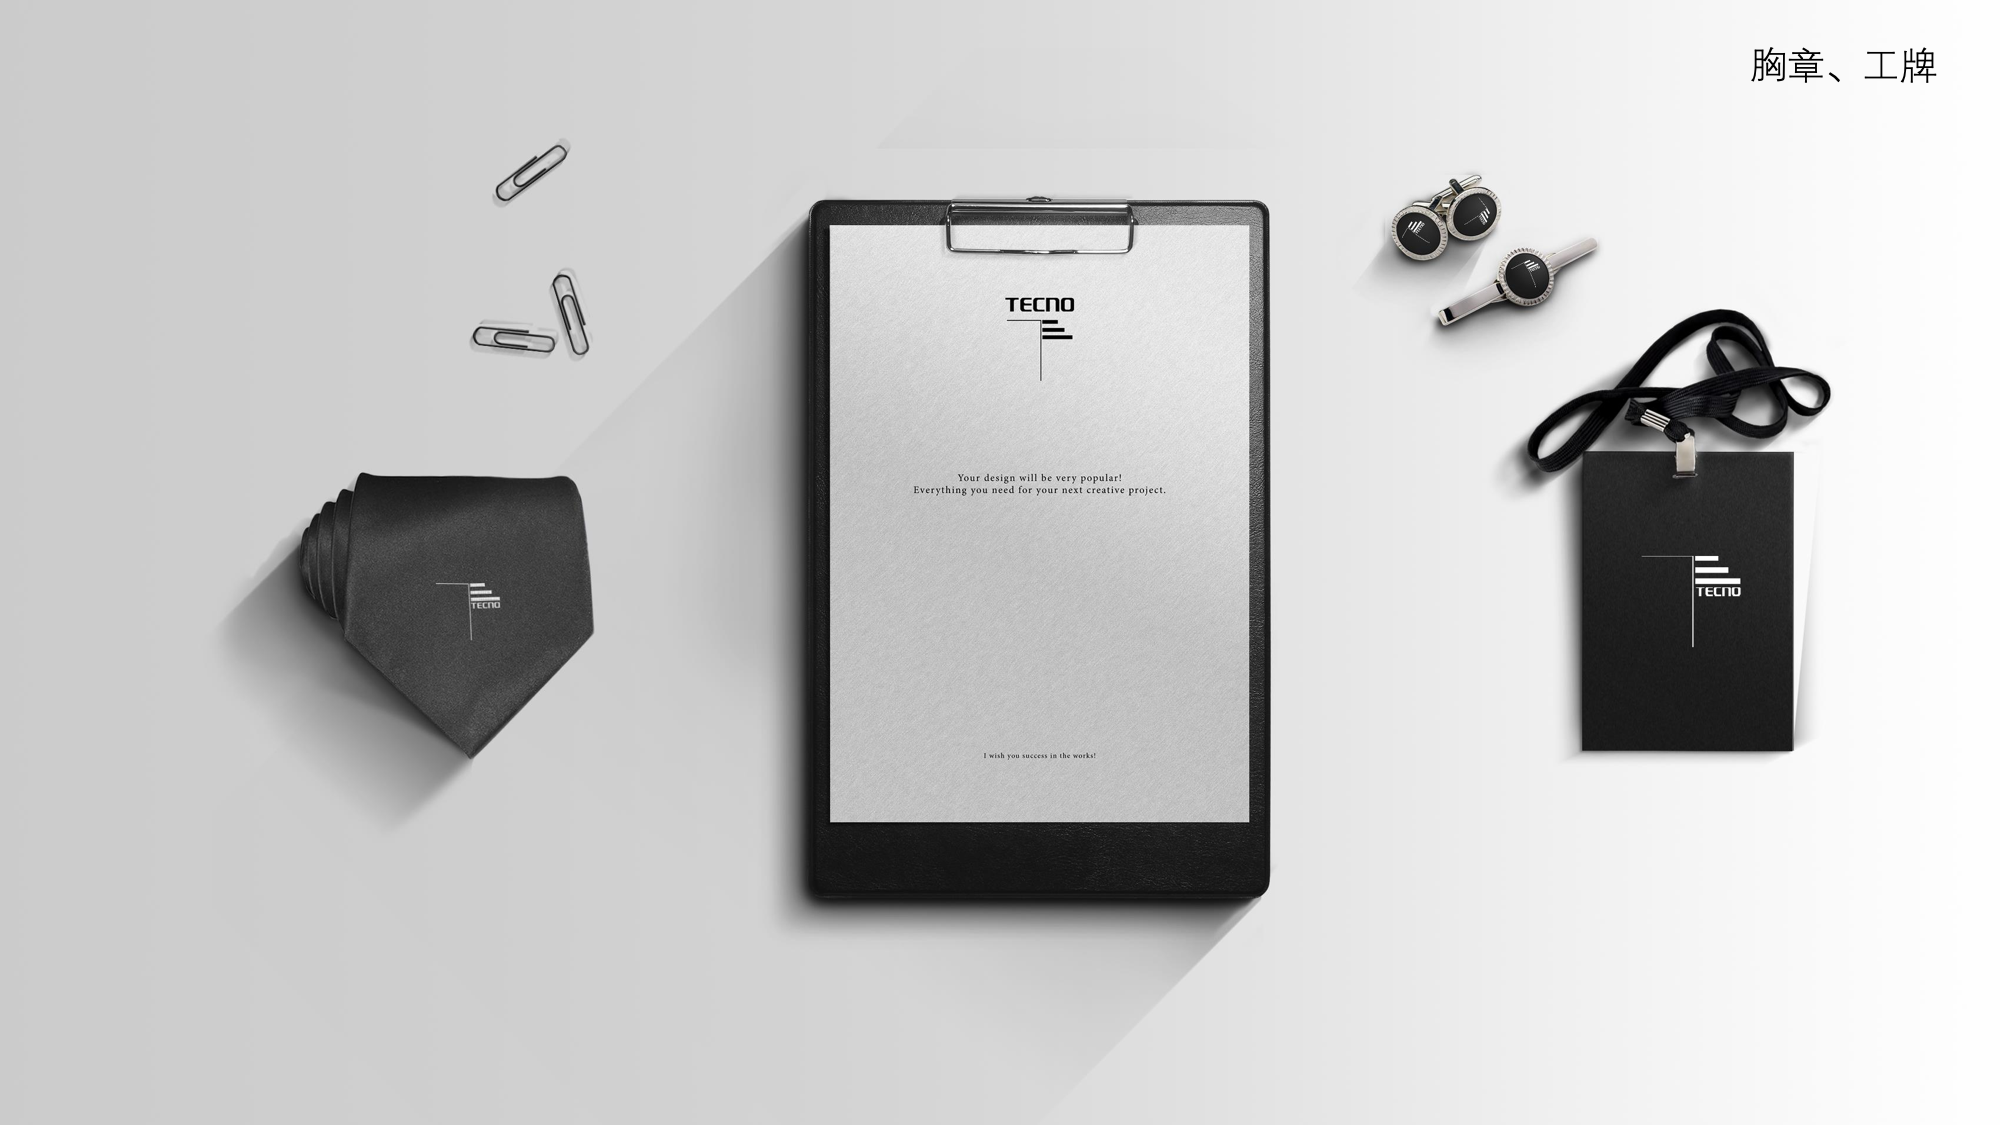 胸章、工牌
TECNO
Your design will be very popular!
Everything you need for your next creative project.
I wish you success in the works!
TECNO
TECNO